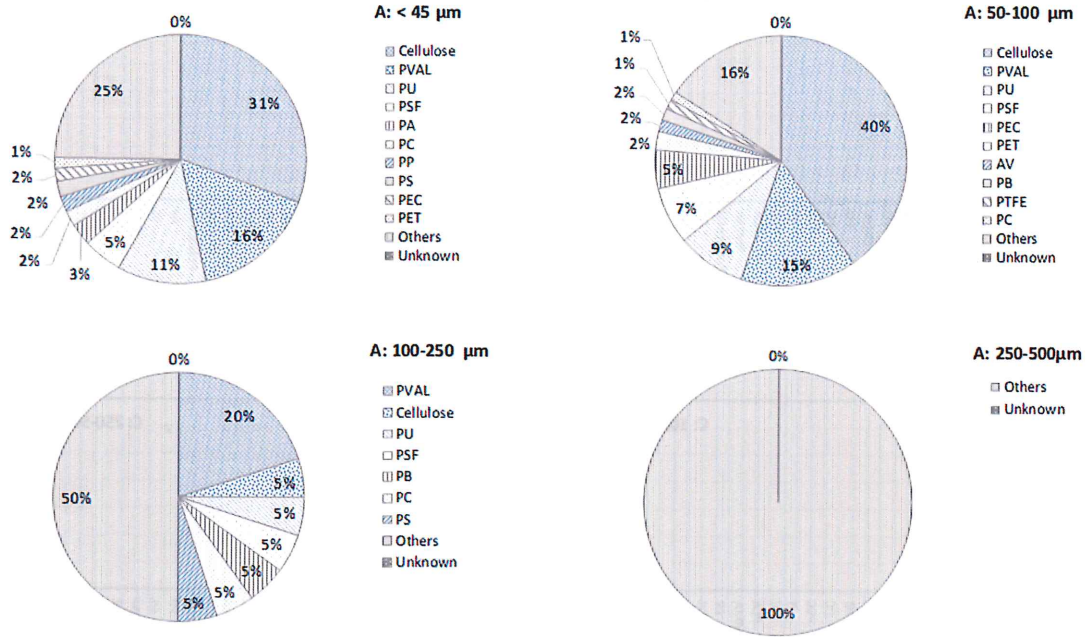 A: < 45 µm
0%
31%
16%
11%
5%
3%
2%
2%
2%
2%
1%
25%
Cellulose
PVAL
PU
PSF
PA
PC
PP
PS
PEC
PET
Others
Unknown
A: 50-100 µm
0%
40%
15%
9%
7%
5%
2%
2%
2%
1%
1%
16%
Cellulose
PVAL
PU
PSF
PEC
PET
AV
PB
PTFE
PC
Others
Unknown
A: 100-250 µm
0%
20%
5%
5%
5%
5%
5%
5%
50%
PVAL
Cellulose
PU
PSF
PB
PC
PS
Others
Unknown
A: 250-500µm
0%
100%
Others
Unknown